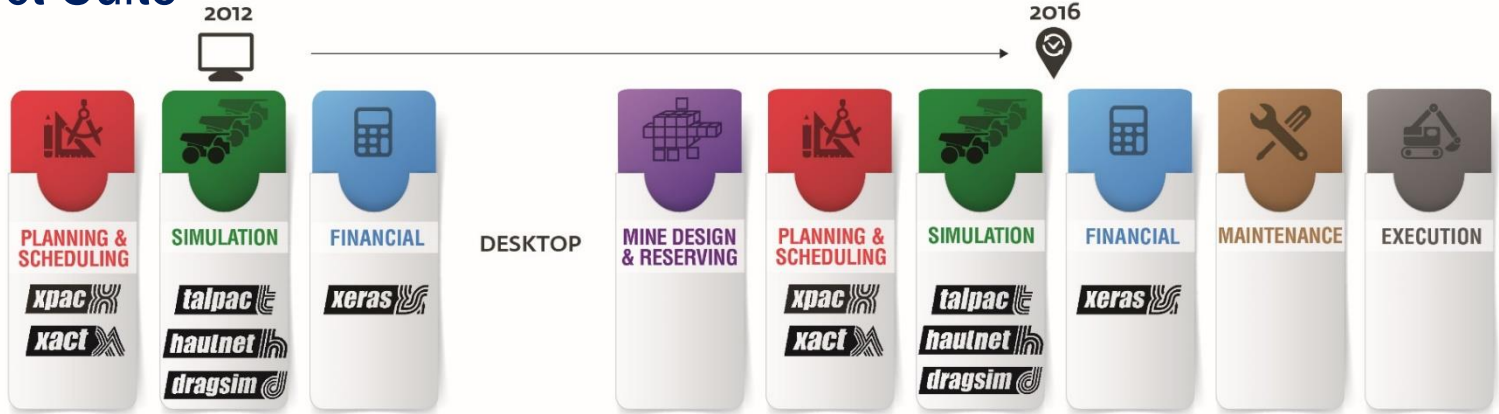 2012
2016
PLANNING &
SCHEDULING
xpac
xact
SIMULATION
talpac
haulnet
dragsim
FINANCIAL
xeras
DESKTOP
MINE DESIGN
& RESERVING
PLANNING &
SCHEDULING
xpac
xact
SIMULATION
talpac
haulnet
dragsim
FINANCIAL
xeras
MAINTENANCE
EXECUTION